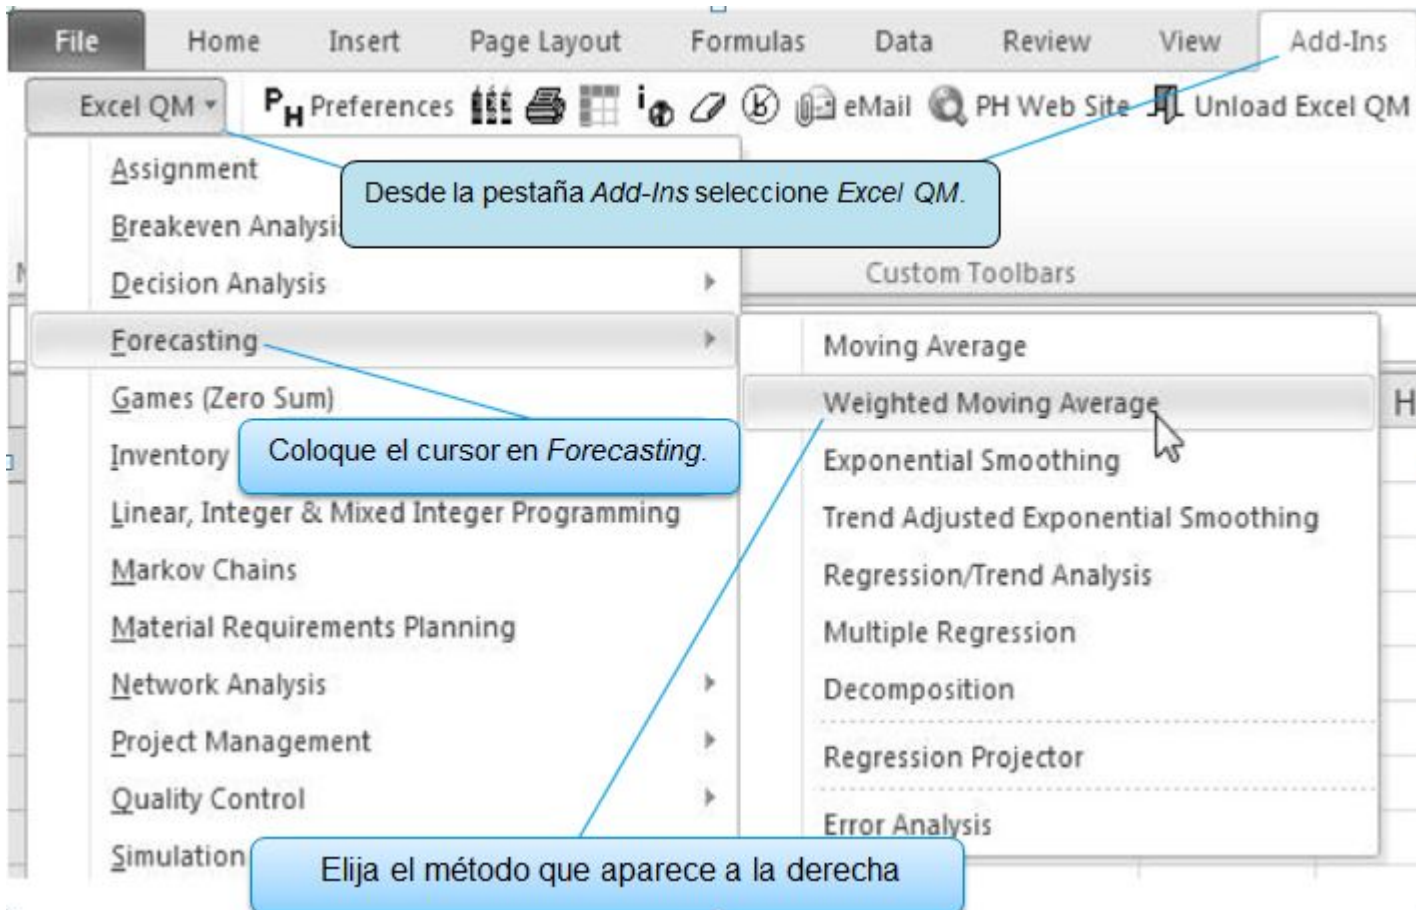 File Home Insert Page Layout Formulas Data Review View Add-Ins
Excel QM PH Preferences eMail PH Web Site Unload Excel QM
Assignment
Desde la pestaña Add-Ins seleccione Excel QM.
Breakeven Analysi
Decision Analysis
Custom Toolbars
Forecasting
Games (Zero Sum)
Coloque el cursor en Forecasting.
Inventory
Linear, Integer & Mixed Integer Programming
Markov Chains
Material Requirements Planning
Network Analysis
Project Management
Quality Control
Simulation
Moving Average
Weighted Moving Average
H
Exponential Smoothing
Trend Adjusted Exponential Smoothing
Regression/Trend Analysis
Multiple Regression
Decomposition
Regression Projector
Error Analysis
Elija el método que aparece a la derecha